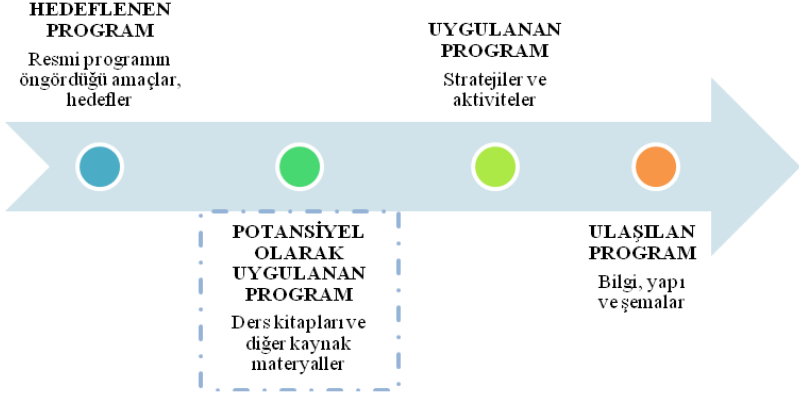 HEDEFLENEN
PROGRAM
Resmi programın
öngördüğü amaçlar,
hedefler
POTANSİYEL
OLARAK
UYGULANAN
PROGRAM
Ders kitapları ve
diğer kaynak
materyaller
UYGULANAN
PROGRAM
Stratejiler ve
aktiviteler
ULAŞILAN
PROGRAM
Bilgi, yapı
ve şemalar